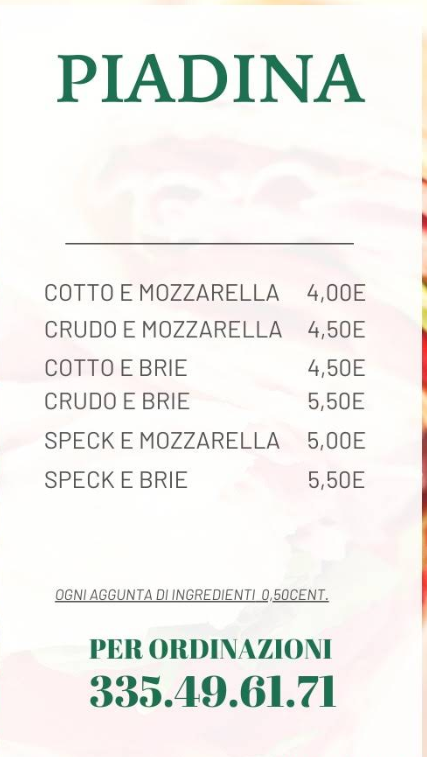 PIADINA
COTTO E MOZZARELLA 4,00E
CRUDO E MOZZARELLA 4,50E
COTTO E BRIE 4,50E
CRUDO E BRIE 5,50E
SPECK E MOZZARELLA 5,00E
SPECK E BRIE 5,50E
OGNI AGGUNTA DI INGREDIENTI 0,50CENT.
PER ORDINAZIONI
335.49.61.71